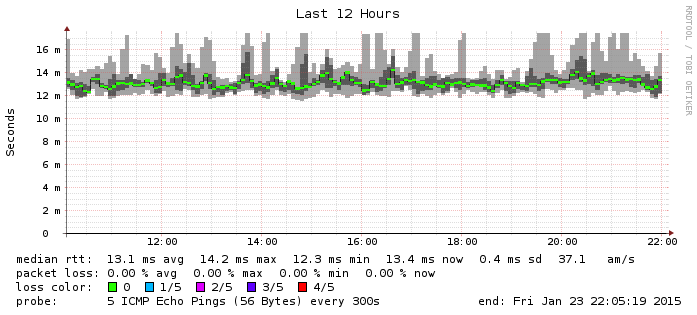 Last 12 Hours
RRDTOOL / TOBI OETIKER
Seconds
16 m
14 m
12 m
10 m
8 m
6 m
4 m
2 m
0
12:00 14:00 16:00 18:00 20:00 22:00
median rtt: 13.1 ms avg 14.2 ms max 12.3 ms min 13.4 ms now 0.4 ms sd 37.1 am/s
packet loss: 0.00 % avg 0.00 % max 0.00 % min 0.00 % now
loss color: 0 1/5 2/5 3/5 4/5
probe: 5 ICMP Echo Pings (56 Bytes) every 300s end: Fri Jan 23 22:05:19 2015